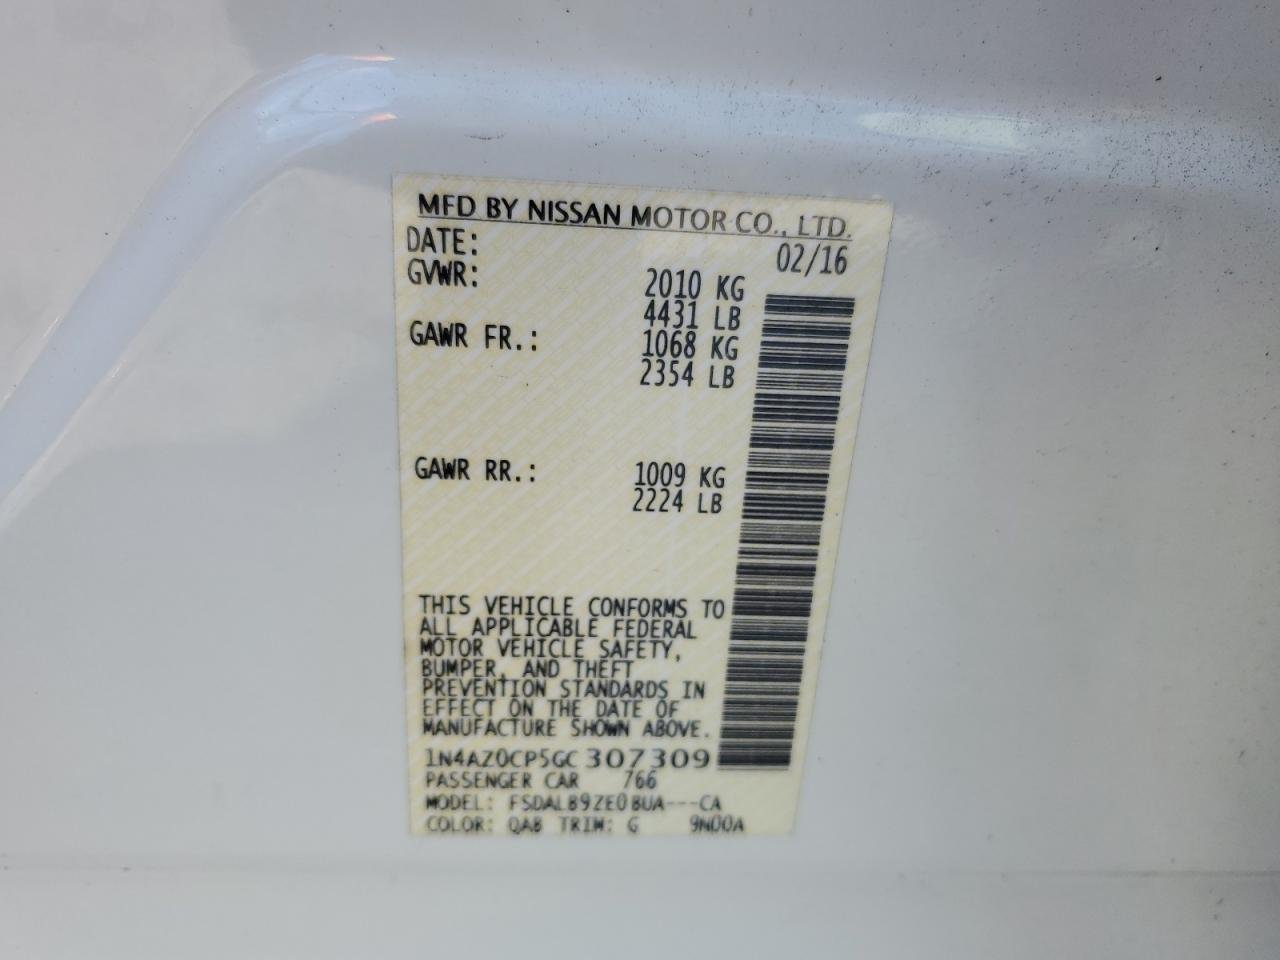 MFD BY NISSAN MOTOR CO., LTD.
DATE: 02/16
GVWR: 2010 KG
4431 LB
GAWR FR.: 1068 KG
2354 LB
GAWR RR.: 1009 KG
2224 LB
THIS VEHICLE CONFORMS TO
ALL APPLICABLE FEDERAL
MOTOR VEHICLE SAFETY,
BUMPER, AND THEFT
PREVENTION STANDARDS IN
EFFECT ON THE DATE OF
MANUFACTURE SHOWN ABOVE.
1N4AZ0CP5GC307309
PASSENGER CAR 766
MODEL: FSDALB9ZE0BUA---CA
COLOR: QAB TRIM: G 9N00A